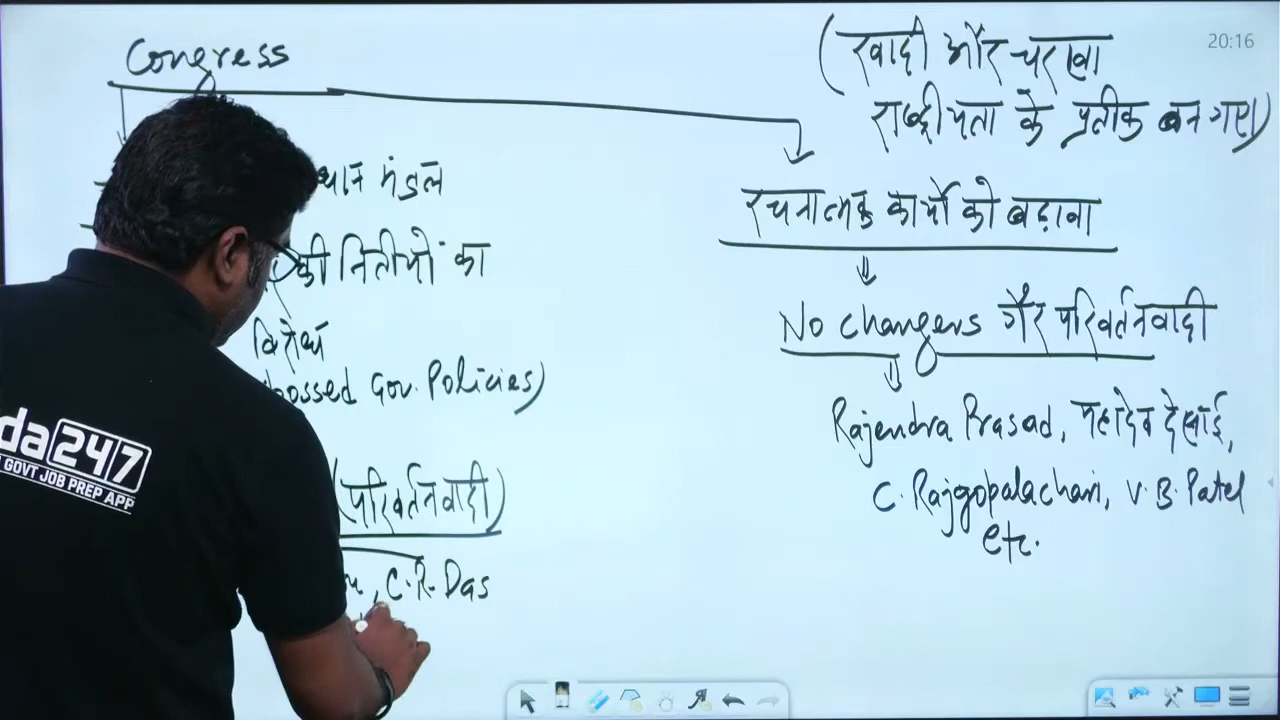 Congress
(खादी और चरखा
राष्ट्रीयता के प्रतीक बन गए)
20:16
धान मंडल
की नितीयों का
विरोध
possed Gov. Policies)
(परिवर्तनवादी)
, C.R. Das
रचनात्मक कार्यों को बढ़ावा
No changers गैर परिवर्तनवादी
Rajendra Prasad, महादेव देसाई,
C. Rajgopalachari, V.B. Patel
etc.
da247
GOVT JOB PREP APP